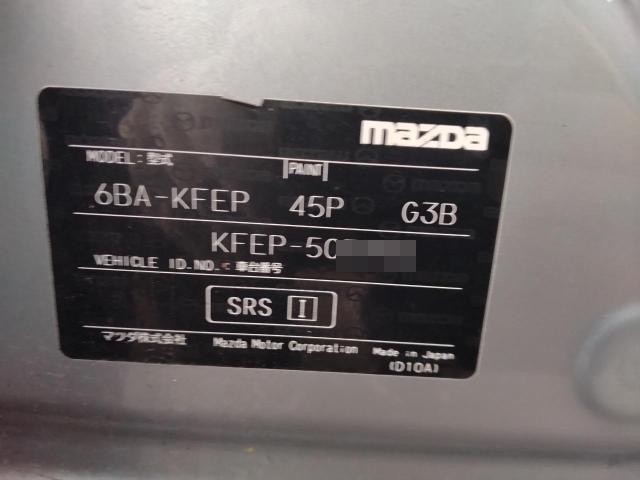 mazda
MODEL:型式 PAINT
6BA-KFEP 45P G3B
KFEP-50
VEHICLE ID.NO.:車台番号
SRS I
マツダ株式会社 Mazda Motor Corporation Made in Japan
(D10A)